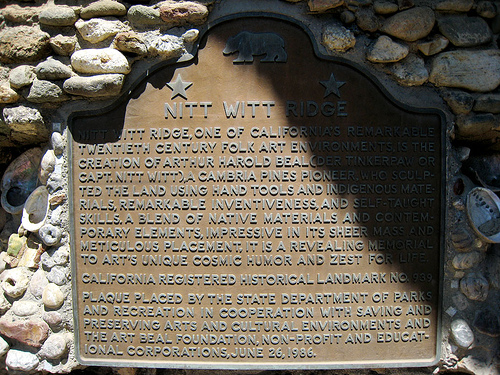 NITT WITT RIDGE
NITT WITT RIDGE, ONE OF CALIFORNIA'S REMARKABLE
TWENTIETH CENTURY FOLK ART ENVIRONMENTS, IS THE
CREATION OF ARTHUR HAROLD BEAL (DER TINKERPAW, OR
CAPT. NITT WITT), A CAMBRIA PINES PIONEER, WHO SCULP-
TED THE LAND USING HAND TOOLS AND INDIGENOUS MATE-
RIALS, REMARKABLE INVENTIVENESS, AND SELF-TAUGHT
SKILLS. A BLEND OF NATIVE MATERIALS AND CONTEM-
PORARY ELEMENTS, IMPRESSIVE IN ITS SHEER MASS AND
METICULOUS PLACEMENT, IT IS A REVEALING MEMORIAL
TO ART'S UNIQUE COSMIC HUMOR AND ZEST FOR LIFE.
CALIFORNIA REGISTERED HISTORICAL LANDMARK NO. 939
PLAQUE PLACED BY THE STATE DEPARTMENT OF PARKS
AND RECREATION IN COOPERATION WITH SAVING AND
PRESERVING ARTS AND CULTURAL ENVIRONMENTS, AND
THE ART BEAL FOUNDATION, NON-PROFIT AND EDUCAT-
IONAL CORPORATIONS, JUNE 26, 1986.